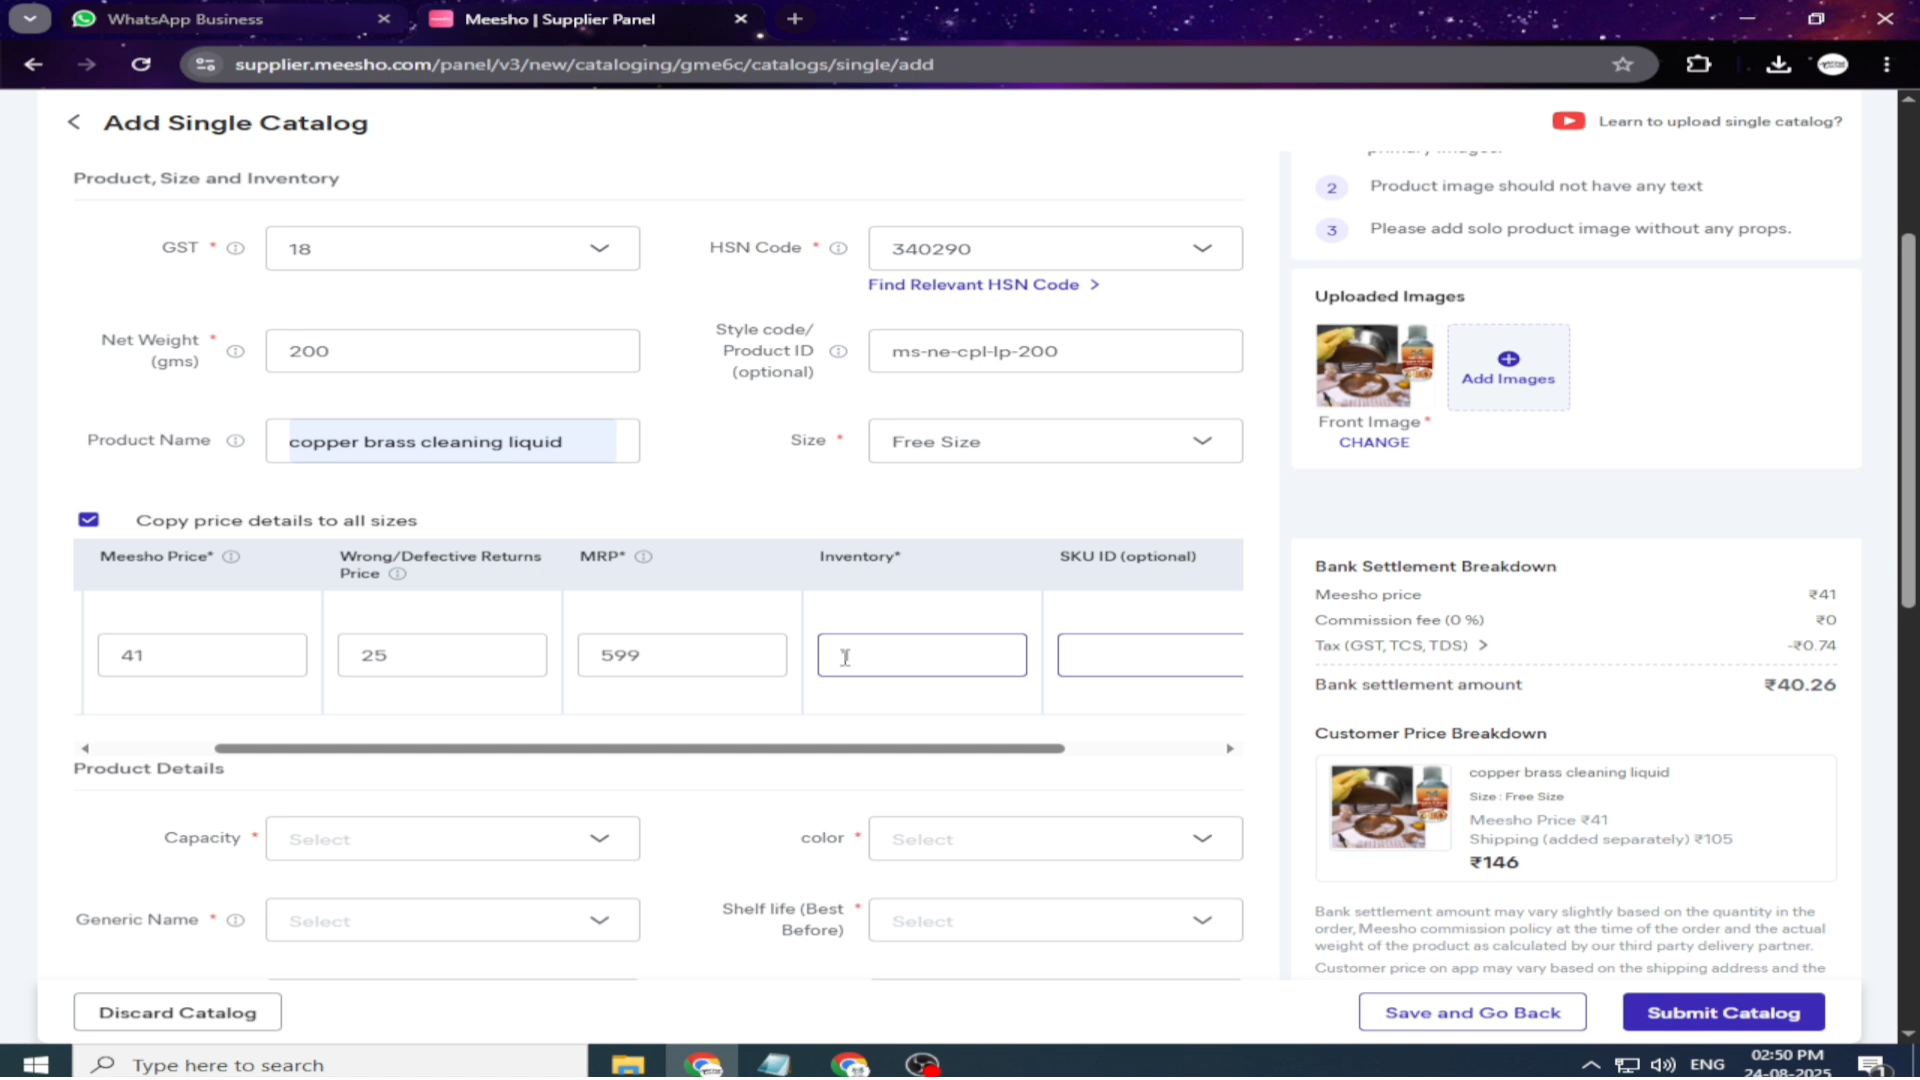 WhatsApp Business
Meesho | Supplier Panel
supplier.meesho.com/panel/v3/new/cataloging/gme6c/catalogs/single/add
Add Single Catalog
Learn to upload single catalog?
Product, Size and Inventory
GST *
18
HSN Code *
340290
Find Relevant HSN Code >
Net Weight *
(gms)
200
Style code/
Product ID
(optional)
ms-ne-cpl-lp-200
Product Name
copper brass cleaning liquid
Size *
Free Size
Copy price details to all sizes
Meesho Price*
Wrong/Defective Returns
Price
MRP*
Inventory*
SKU ID (optional)
41
25
599
Product Details
Capacity *
Select
color *
Select
Generic Name *
Select
Shelf life (Best *
Before)
Select
Discard Catalog
Save and Go Back
Submit Catalog
primary images.
2 Product image should not have any text
3 Please add solo product image without any props.
Uploaded Images
Add Images
Front Image *
CHANGE
Bank Settlement Breakdown
Meesho price ₹41
Commission fee (0 %) ₹0
Tax (GST, TCS, TDS) > -₹0.74
Bank settlement amount ₹40.26
Customer Price Breakdown
copper brass cleaning liquid
Size : Free Size
Meesho Price ₹41
Shipping (added separately) ₹105
₹146
Bank settlement amount may vary slightly based on the quantity in the
order, Meesho commission policy at the time of the order and the actual
weight of the product as calculated by our third party delivery partner.
Customer price on app may vary based on the shipping address and the
Type here to search
ENG
02:50 PM
24-08-2025
1